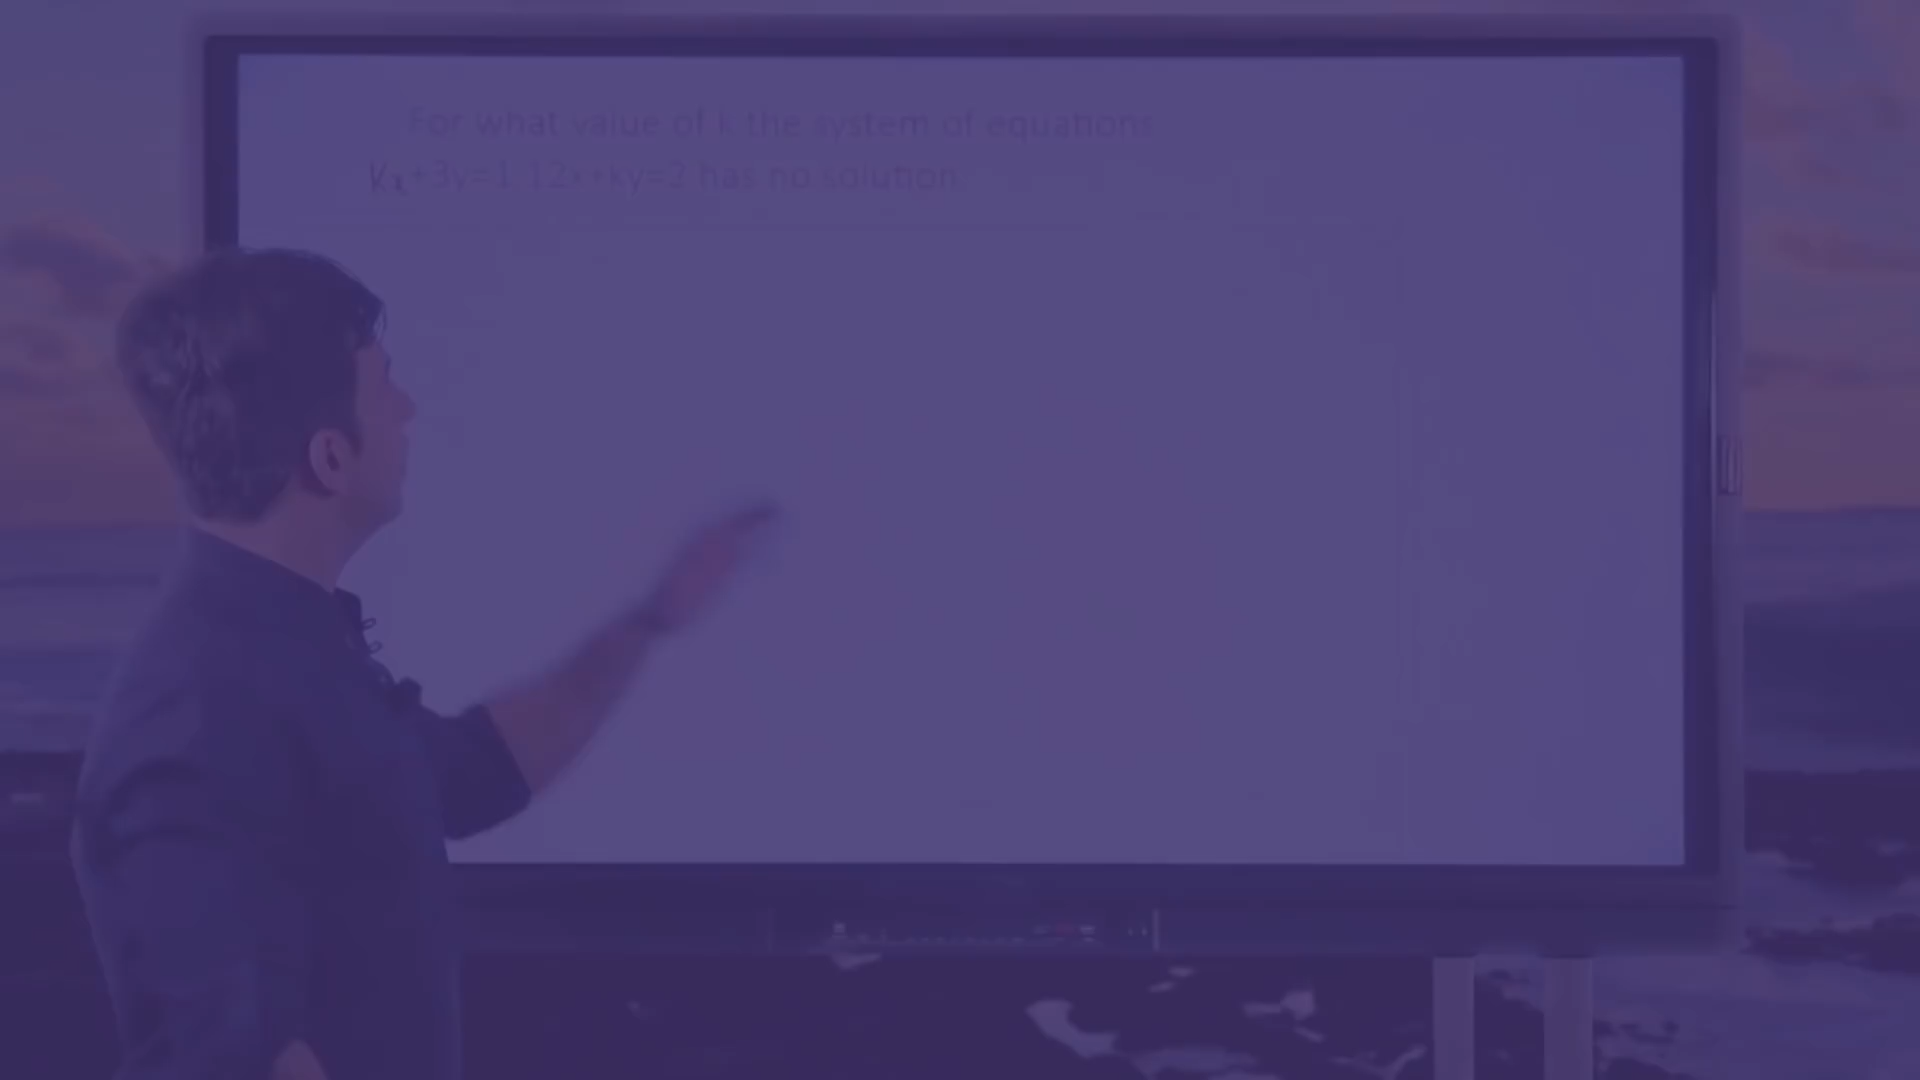 For what value of k the system of equations
Kx+3y=1 12x+ky=2 has no solution.